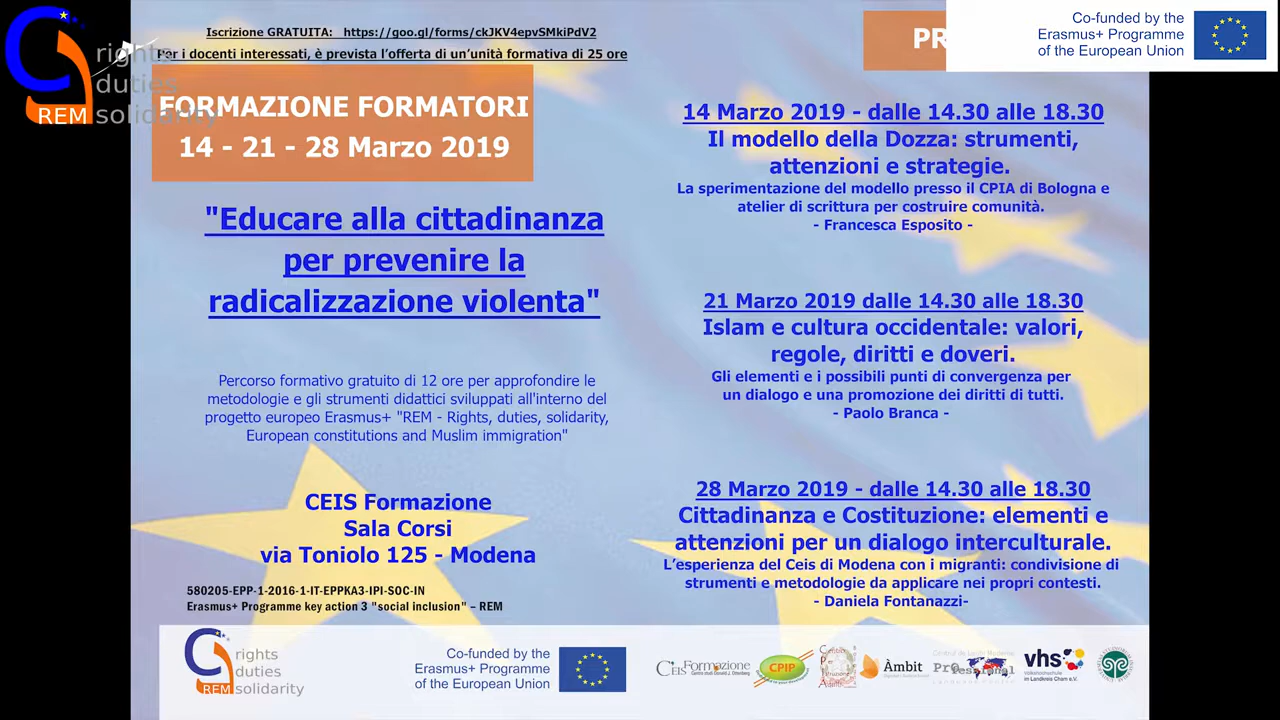 Iscrizione GRATUITA: https://goo.gl/forms/ckJKV4epvSMkiPdV2
Per i docenti interessati, è prevista l'offerta di un'unità formativa di 25 ore
rights
duties
REM solidarity
FORMAZIONE FORMATORI
14 - 21 - 28 Marzo 2019
"Educare alla cittadinanza
per prevenire la
radicalizzazione violenta"
Percorso formativo gratuito di 12 ore per approfondire le
metodologie e gli strumenti didattici sviluppati all'interno del
progetto europeo Erasmus+ "REM - Rights, duties, solidarity,
European constitutions and Muslim immigration"
CEIS Formazione
Sala Corsi
via Toniolo 125 - Modena
580205-EPP-1-2016-1-IT-EPPKA3-IPI-SOC-IN
Erasmus+ Programme key action 3 "social inclusion" – REM
PR
Co-funded by the
Erasmus+ Programme
of the European Union
14 Marzo 2019 - dalle 14.30 alle 18.30
Il modello della Dozza: strumenti,
attenzioni e strategie.
La sperimentazione del modello presso il CPIA di Bologna e
atelier di scrittura per costruire comunità.
- Francesca Esposito -
21 Marzo 2019 dalle 14.30 alle 18.30
Islam e cultura occidentale: valori,
regole, diritti e doveri.
Gli elementi e i possibili punti di convergenza per
un dialogo e una promozione dei diritti di tutti.
- Paolo Branca -
28 Marzo 2019 - dalle 14.30 alle 18.30
Cittadinanza e Costituzione: elementi e
attenzioni per un dialogo interculturale.
L'esperienza del Ceis di Modena con i migranti: condivisione di
strumenti e metodologie da applicare nei propri contesti.
- Daniela Fontanazzi-
rights
duties
REM solidarity
Co-funded by the
Erasmus+ Programme
of the European Union
CEIS Formazione
CPIP
Àmbit
vhs